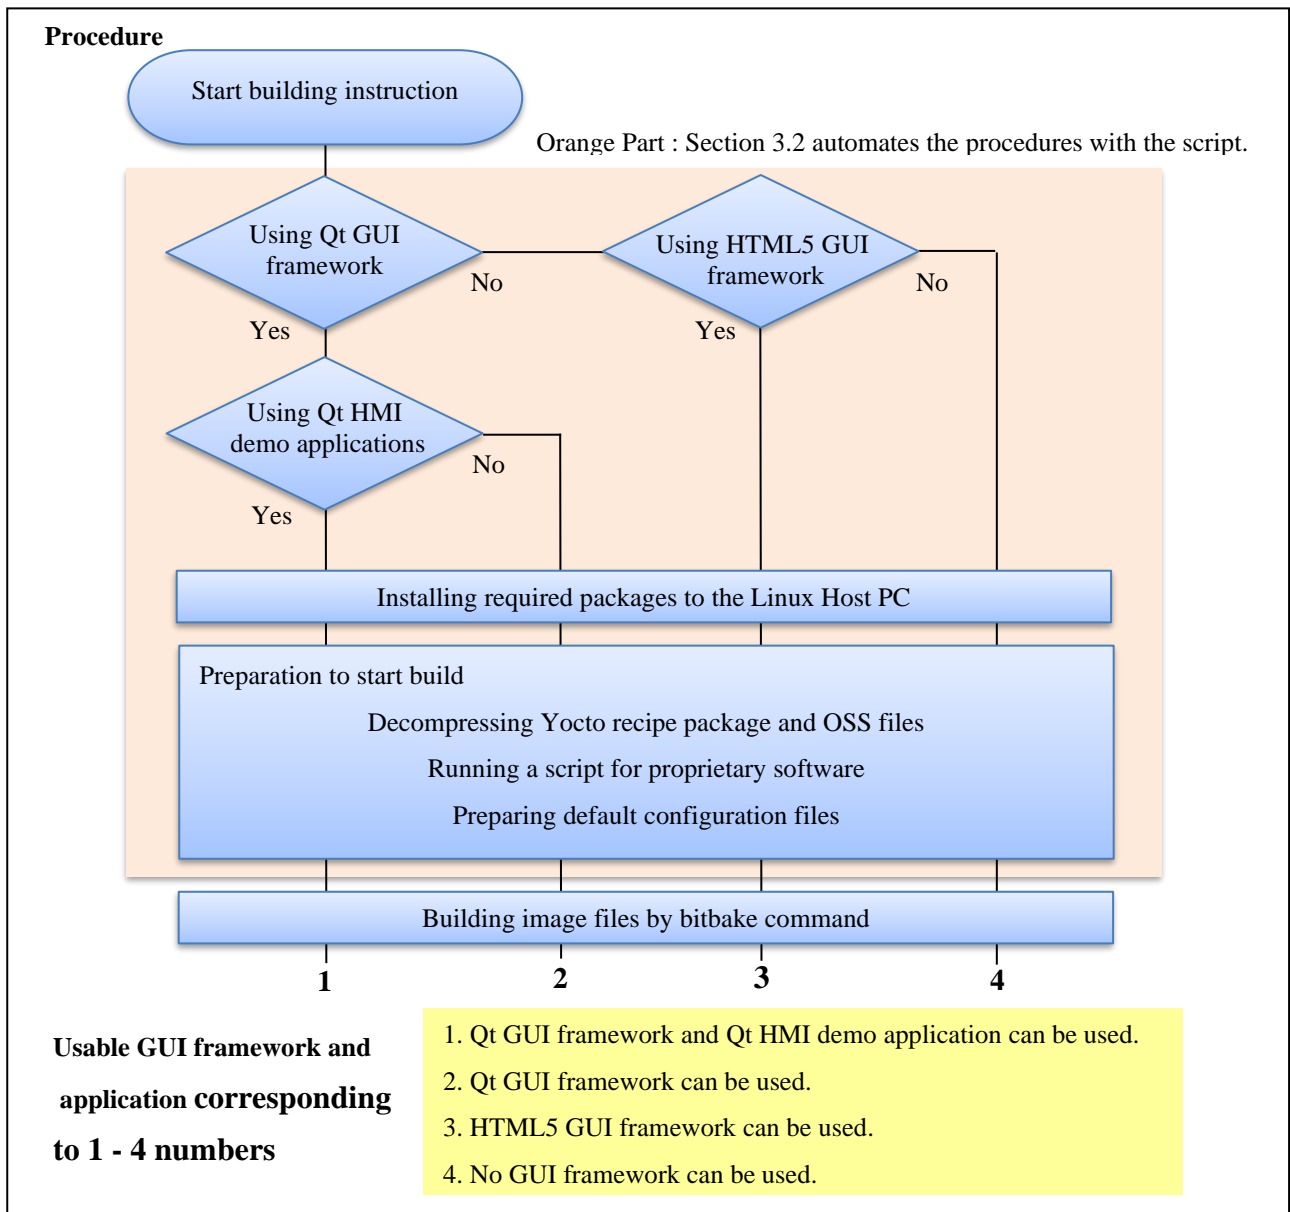 Procedure
Start building instruction
Orange Part : Section 3.2 automates the procedures with the script.
Using Qt GUI
framework
No
Yes
Using HTML5 GUI
framework
No
Yes
Using Qt HMI
demo applications
No
Yes
Installing required packages to the Linux Host PC
Preparation to start build
Decompressing Yocto recipe package and OSS files
Running a script for proprietary software
Preparing default configuration files
Building image files by bitbake command
1 2 3 4
Usable GUI framework and
application corresponding
to 1 - 4 numbers
1. Qt GUI framework and Qt HMI demo application can be used.
2. Qt GUI framework can be used.
3. HTML5 GUI framework can be used.
4. No GUI framework can be used.